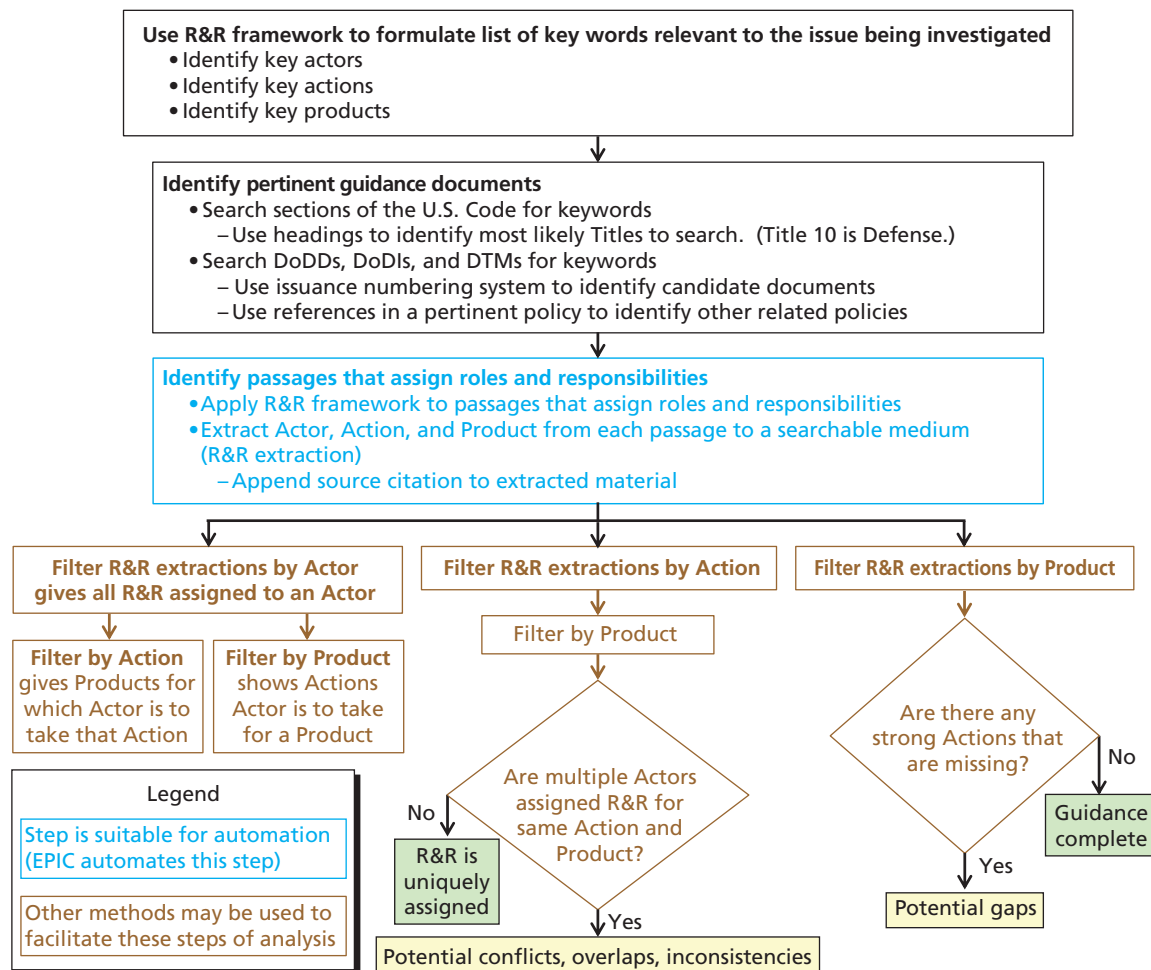 Use R&R framework to formulate list of key words relevant to the issue being investigated
• Identify key actors
• Identify key actions
• Identify key products
Identify pertinent guidance documents
• Search sections of the U.S. Code for keywords
– Use headings to identify most likely Titles to search. (Title 10 is Defense.)
• Search DoDDs, DoDIs, and DTMs for keywords
– Use issuance numbering system to identify candidate documents
– Use references in a pertinent policy to identify other related policies
Identify passages that assign roles and responsibilities
• Apply R&R framework to passages that assign roles and responsibilities
• Extract Actor, Action, and Product from each passage to a searchable medium
(R&R extraction)
– Append source citation to extracted material
Filter R&R extractions by Actor
gives all R&R assigned to an Actor
Filter by Action
gives Products for
which Actor is to
take that Action
Filter by Product
shows Actions
Actor is to take
for a Product
Filter R&R extractions by Action
Filter by Product
Are multiple Actors
assigned R&R for
same Action and
Product?
No
R&R is
uniquely
assigned
Yes
Potential conflicts, overlaps, inconsistencies
Filter R&R extractions by Product
Are there any
strong Actions that
are missing?
No
Guidance
complete
Yes
Potential gaps
Legend
Step is suitable for automation
(EPIC automates this step)
Other methods may be used to
facilitate these steps of analysis